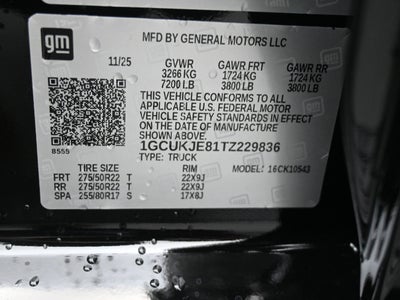 gm
MFD BY GENERAL MOTORS LLC
11/25 GVWR GAWR FRT GAWR RR
3266 KG 1724 KG 1724 KG
7200 LB 3800 LB 3800 LB
THIS VEHICLE CONFORMS TO ALL
APPLICABLE U.S. FEDERAL MOTOR
VEHICLE SAFETY AND BUMPER
STANDARDS IN EFFECT ON THE
DATE OF MANUFACTURE
SHOWN ABOVE.
8559
1GCUKJE81TZ229836
TYPE: TRUCK
TIRE SIZE RIM MODEL: 16CK10543
FRT 275/50R22 T 22X9J
RR 275/50R22 T 22X9J
SPA 255/80R17 S 17X8J